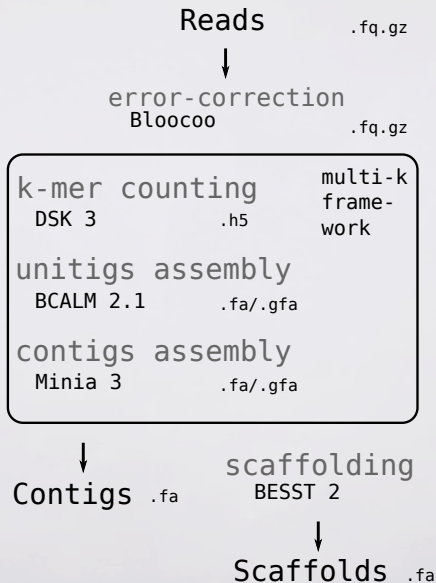 Reads .fq.gz
error-correction
Bloocoo .fq.gz
k-mer counting
DSK 3 .h5
multi-k
frame-
work
unitigs assembly
BCALM 2.1 .fa/.gfa
contigs assembly
Minia 3 .fa/.gfa
Contigs .fa
scaffolding
BESST 2
Scaffolds .fa